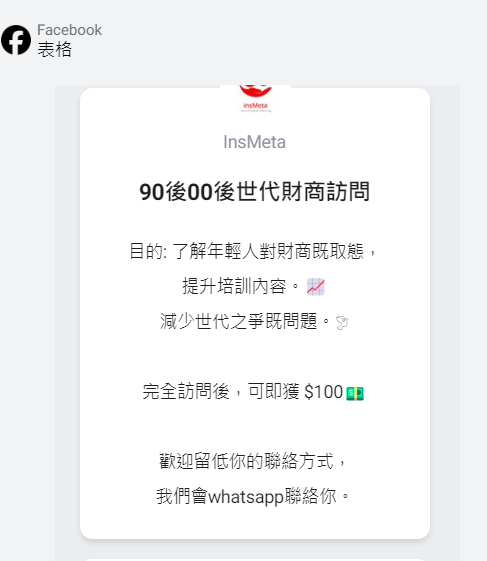 Facebook
表格
insMeta
InsMeta
90後00後世代財商訪問
目的: 了解年輕人對財商既取態，
提升培訓內容。📈
減少世代之爭既問題。🕊
完全訪問後，可即獲 $100💵
歡迎留低你的聯絡方式，
我們會whatsapp聯絡你。